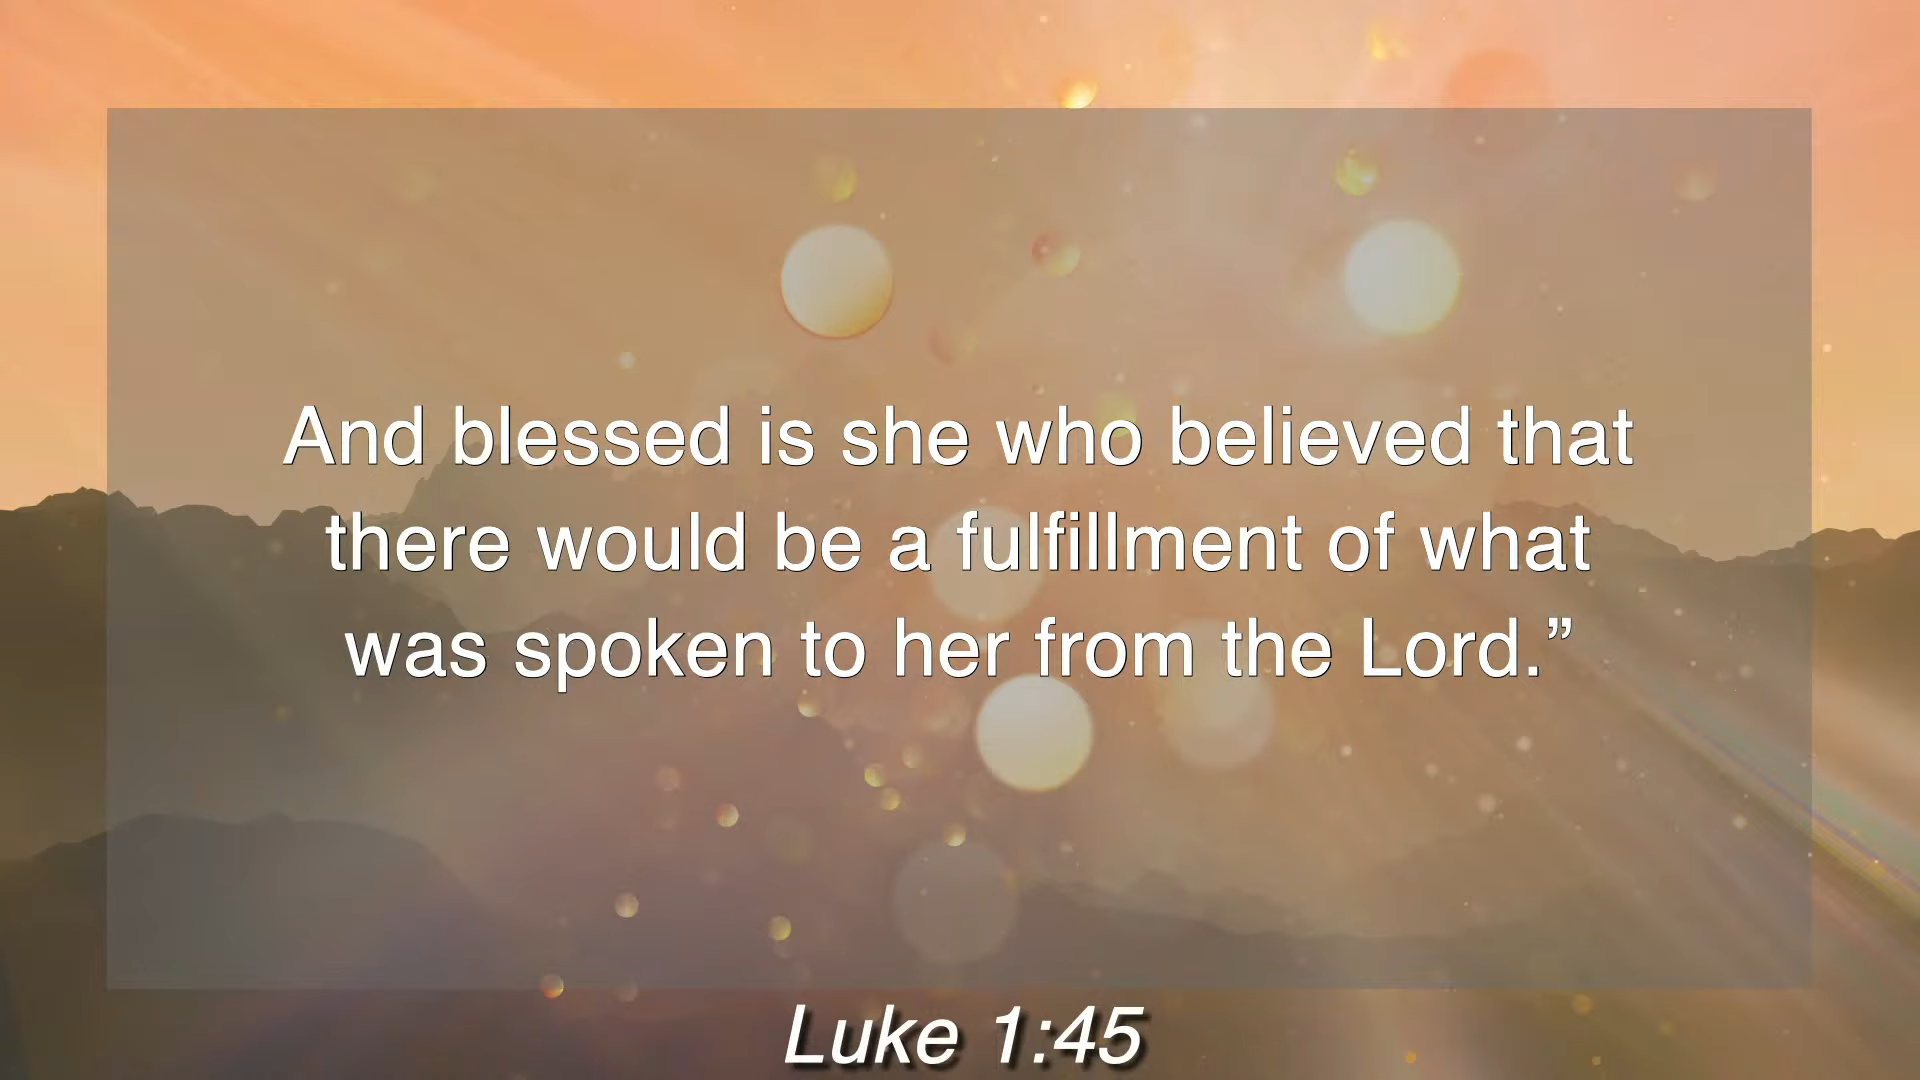 And blessed is she who believed that
there would be a fulfillment of what
was spoken to her from the Lord.”
Luke 1:45